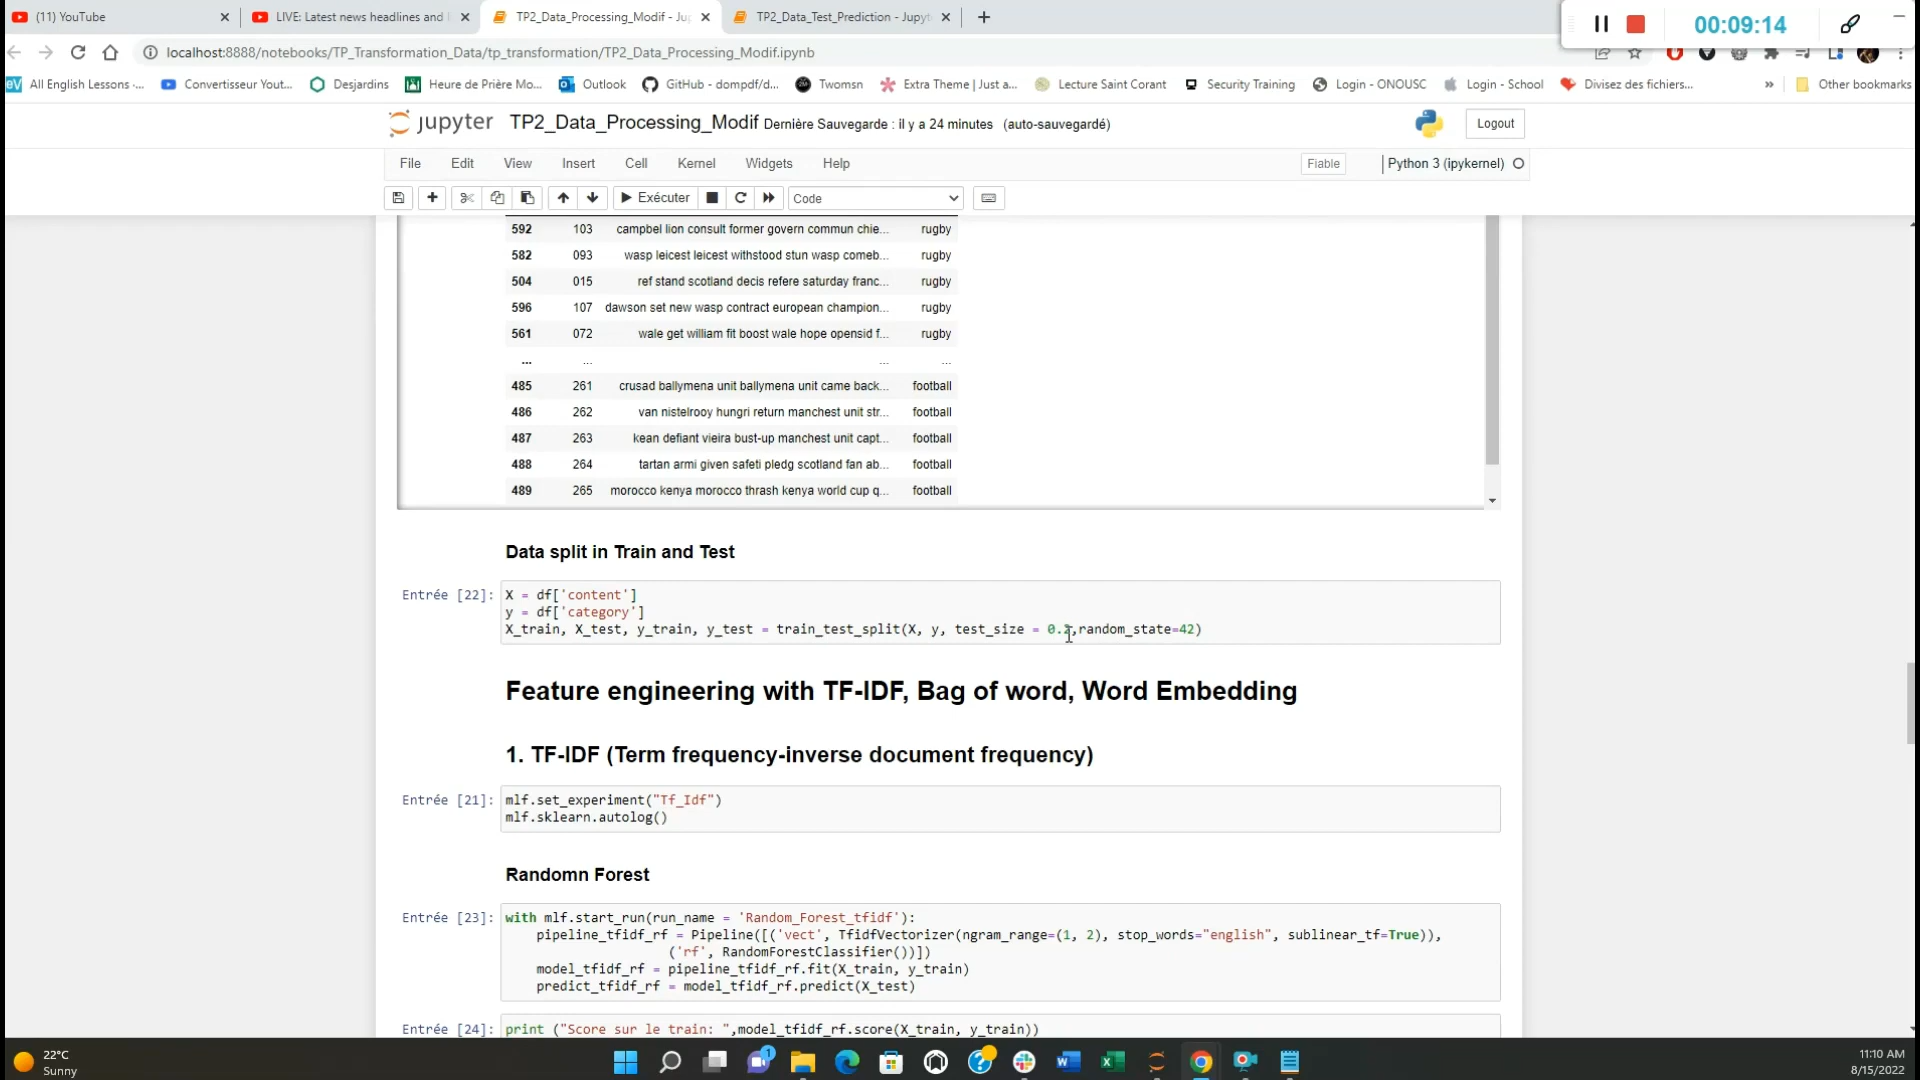 (11) YouTube
LIVE: Latest news headlines and
TP2_Data_Processing_Modif - Ju
TP2_Data_Test_Prediction - Jupyt
00:09:14
localhost:8888/notebooks/TP_Transformation_Data/tp_transformation/TP2_Data_Processing_Modif.ipynb
All English Lessons -...
Convertisseur Yout...
Desjardins
Heure de Prière Mo...
Outlook
GitHub - dompdf/d...
Twomsn
Extra Theme | Just a...
Lecture Saint Corant
Security Training
Login - ONOUSC
Login - School
Divisez des fichiers...
»
Other bookmarks
jupyter TP2_Data_Processing_Modif Dernière Sauvegarde : il y a 24 minutes (auto-sauvegardé)
Logout
File Edit View Insert Cell Kernel Widgets Help
Fiable
Python 3 (ipykernel)
Exécuter
Code
592 103 campbel lion consult former govern commun chie... rugby
582 093 wasp leicest leicest withstood stun wasp comeb... rugby
504 015 ref stand scotland decis refere saturday franc... rugby
596 107 dawson set new wasp contract european champion... rugby
561 072 wale get william fit boost wale hope opensid f... rugby
... ... ... ...
485 261 crusad ballymena unit ballymena unit came back... football
486 262 van nistelrooy hungri return manchest unit str... football
487 263 kean defiant vieira bust-up manchest unit capt... football
488 264 tartan armi given safeti pledg scotland fan ab... football
489 265 morocco kenya morocco thrash kenya world cup q... football
Data split in Train and Test
Entrée [22]: X = df['content']
y = df['category']
X_train, X_test, y_train, y_test = train_test_split(X, y, test_size = 0.2,random_state=42)
Feature engineering with TF-IDF, Bag of word, Word Embedding
1. TF-IDF (Term frequency-inverse document frequency)
Entrée [21]: mlf.set_experiment("Tf_Idf")
mlf.sklearn.autolog()
Randomn Forest
Entrée [23]: with mlf.start_run(run_name = 'Random_Forest_tfidf'):
pipeline_tfidf_rf = Pipeline([('vect', TfidfVectorizer(ngram_range=(1, 2), stop_words="english", sublinear_tf=True)),
('rf', RandomForestClassifier())])
model_tfidf_rf = pipeline_tfidf_rf.fit(X_train, y_train)
predict_tfidf_rf = model_tfidf_rf.predict(X_test)
Entrée [24]: print ("Score sur le train: ",model_tfidf_rf.score(X_train, y_train))
22°C
Sunny
1
11:10 AM
8/15/2022